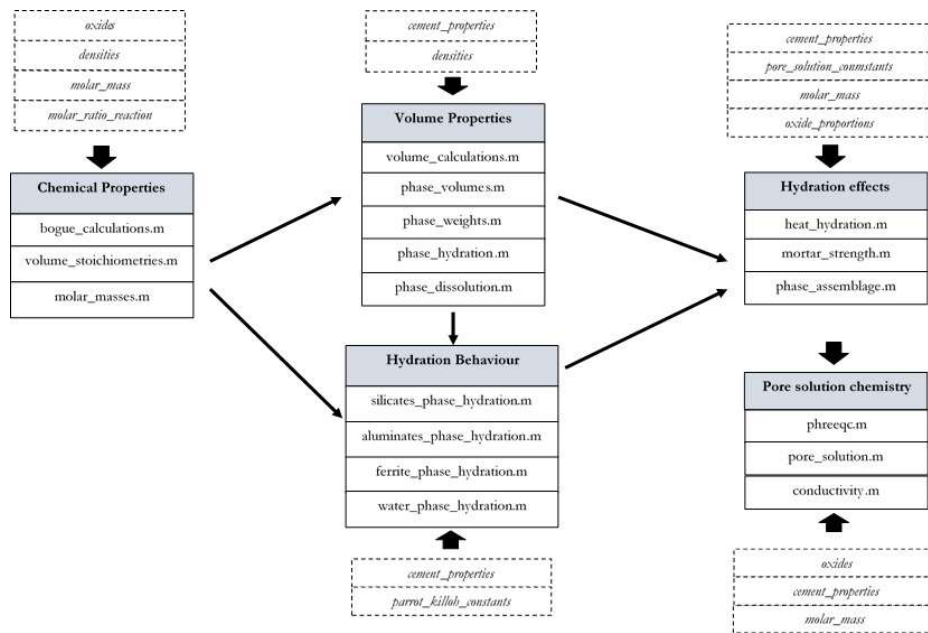 oxides
densities
molar_mass
molar_ratio_reaction
Chemical Properties
bogue_calculations.m
volume_stoichiometries.m
molar_masses.m
cement_properties
densities
Volume Properties
volume_calculations.m
phase_volumes.m
phase_weights.m
phase_hydration.m
phase_dissolution.m
Hydration Behaviour
silicates_phase_hydration.m
aluminates_phase_hydration.m
ferrite_phase_hydration.m
water_phase_hydration.m
cement_properties
parrot_killoh_constants
cement_properties
pore_solution_conmstants
molar_mass
oxide_proportions
Hydration effects
heat_hydration.m
mortar_strength.m
phase_assemblage.m
Pore solution chemistry
phreeqc.m
pore_solution.m
conductivity.m
oxides
cement_properties
molar_mass